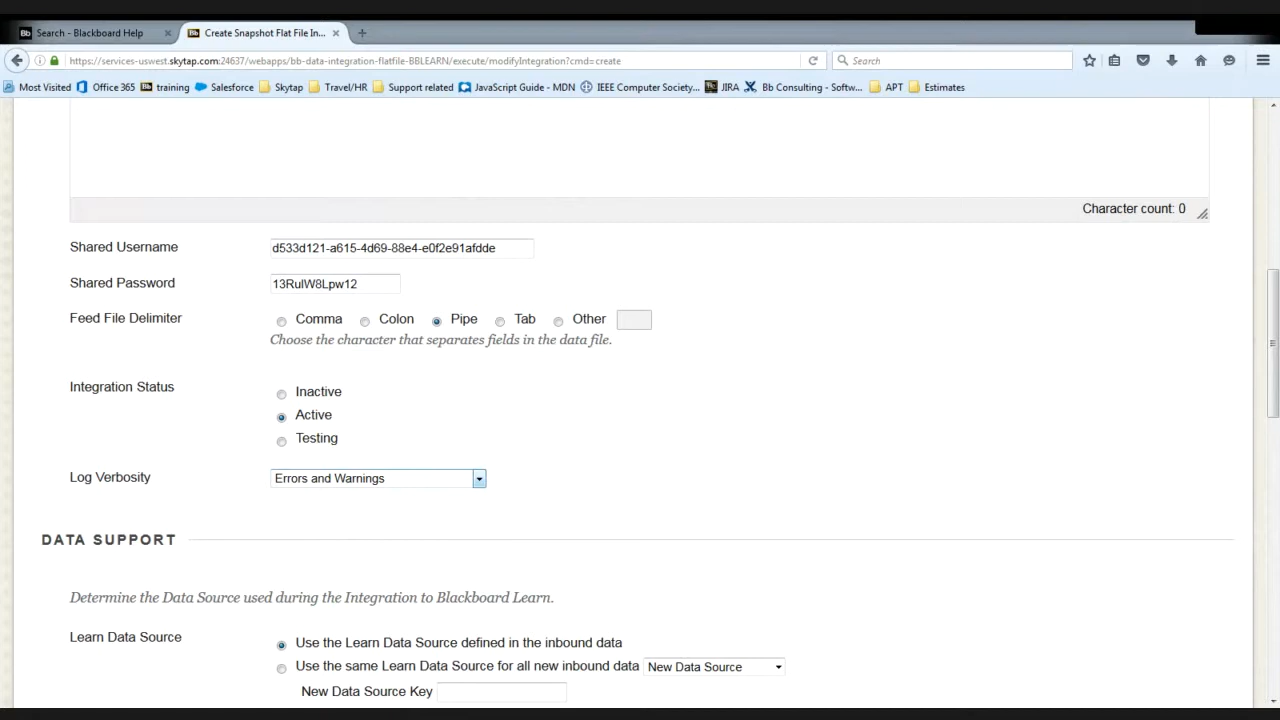 Search - Blackboard Help
Create Snapshot Flat File In...
https://services-uswest.skytap.com:24637/webapps/bb-data-integration-flatfile-BBLEARN/execute/modifyIntegration?cmd=create
Search
Most Visited Office 365 Bb training Salesforce Skytap Travel/HR Support related JavaScript Guide - MDN IEEE Computer Society... JIRA Bb Consulting - Softw... APT Estimates
Character count: 0
Shared Username d533d121-a615-4d69-88e4-e0f2e91afdde
Shared Password 13RulW8Lpw12
Feed File Delimiter Comma Colon Pipe Tab Other
Choose the character that separates fields in the data file.
Integration Status Inactive
Active
Testing
Log Verbosity Errors and Warnings
DATA SUPPORT
Determine the Data Source used during the Integration to Blackboard Learn.
Learn Data Source Use the Learn Data Source defined in the inbound data
Use the same Learn Data Source for all new inbound data New Data Source
New Data Source Key